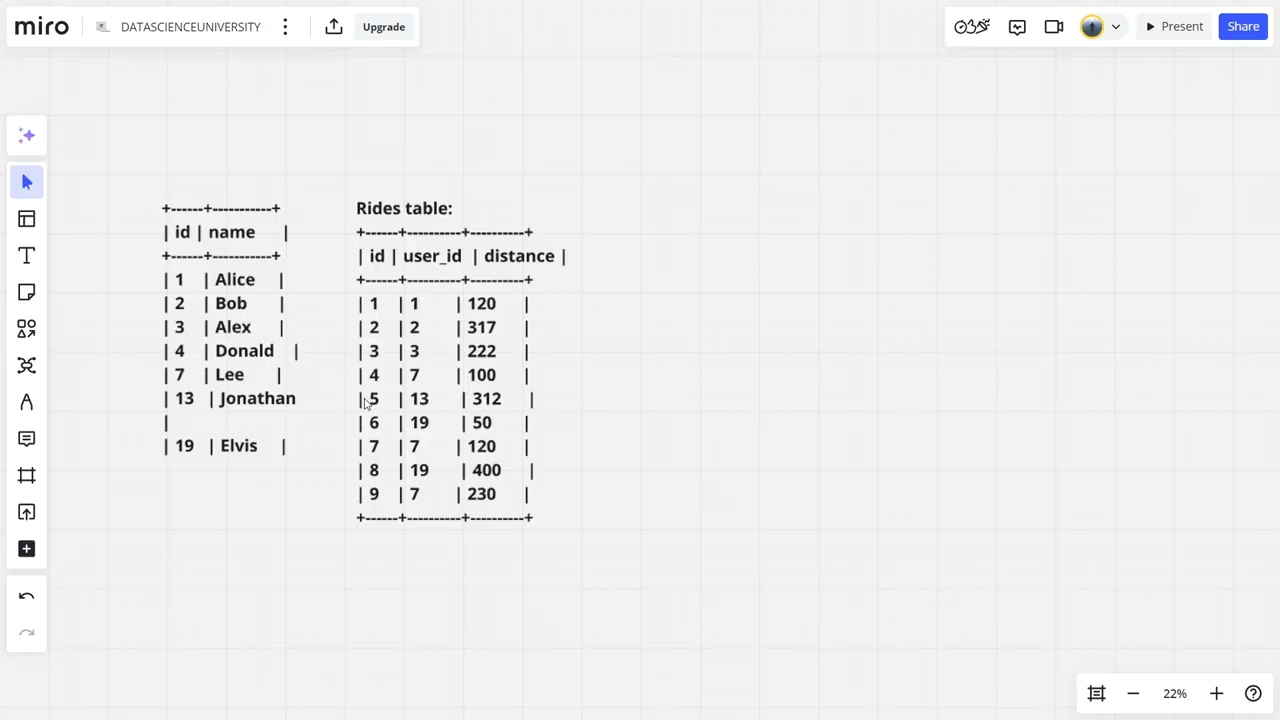 miro
DATASCIENCEUNIVERSITY
Upgrade
Present
Share
+------+-----------+
| id | name |
+------+-----------+
| 1 | Alice |
| 2 | Bob |
| 3 | Alex |
| 4 | Donald |
| 7 | Lee |
| 13 | Jonathan
|
| 19 | Elvis |
Rides table:
+------+----------+----------+
| id | user_id | distance |
+------+----------+----------+
| 1 | 1 | 120 |
| 2 | 2 | 317 |
| 3 | 3 | 222 |
| 4 | 7 | 100 |
| 5 | 13 | 312 |
| 6 | 19 | 50 |
| 7 | 7 | 120 |
| 8 | 19 | 400 |
| 9 | 7 | 230 |
+------+----------+----------+
22%